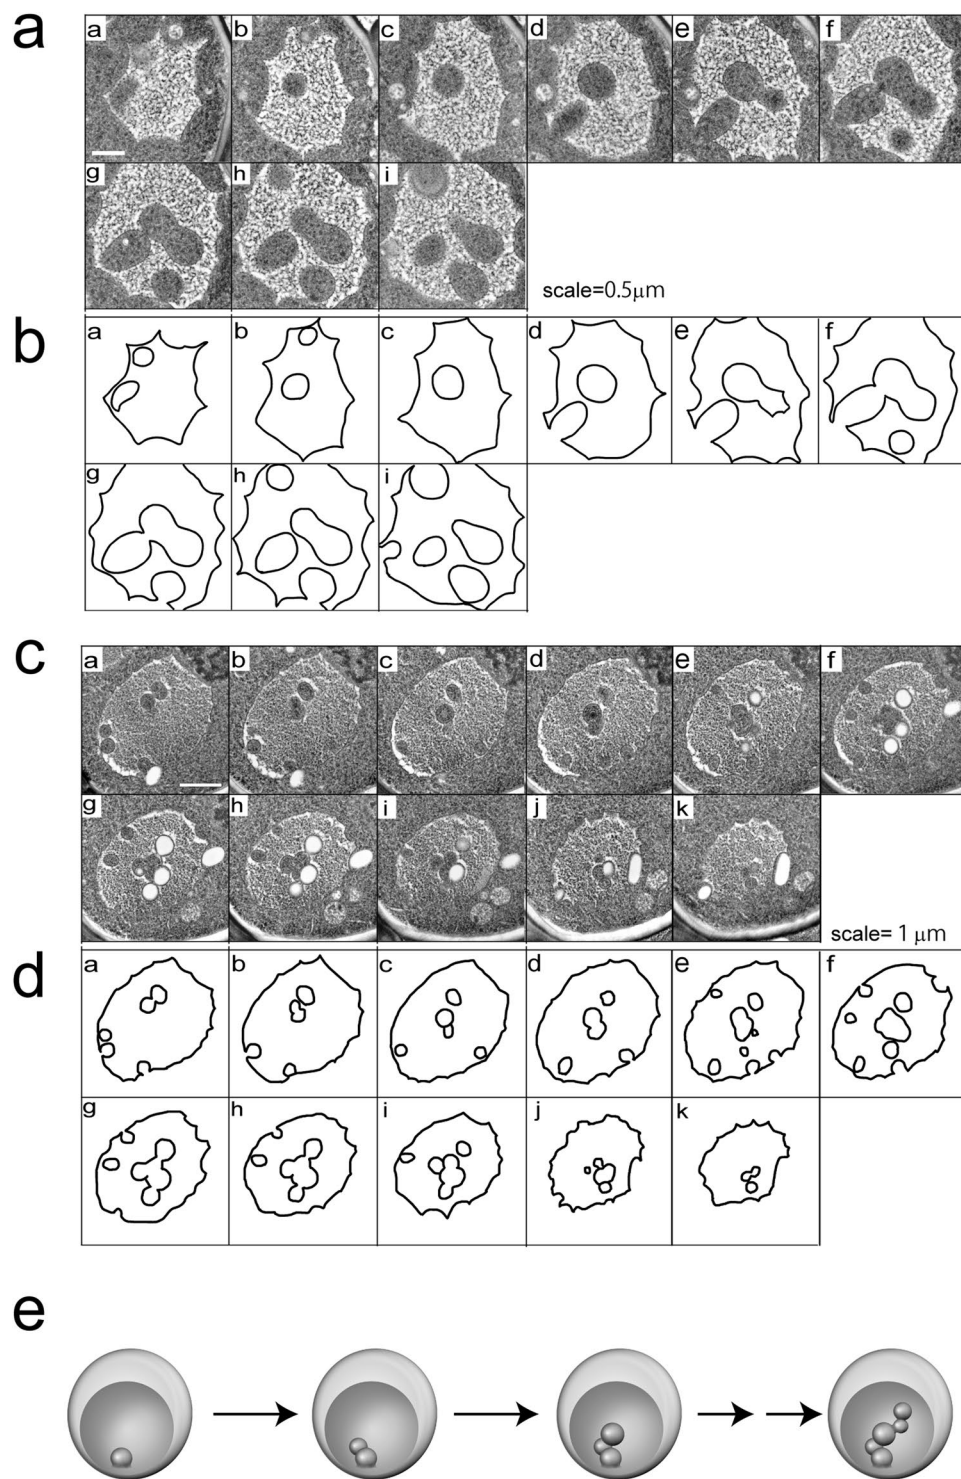 a
a b c d e f
g h i
scale=0.5μm
b
a b c d e f
g h i
c
a b c d e f
g h i j k
scale= 1 μm
d
a b c d e f
g h i j k
e